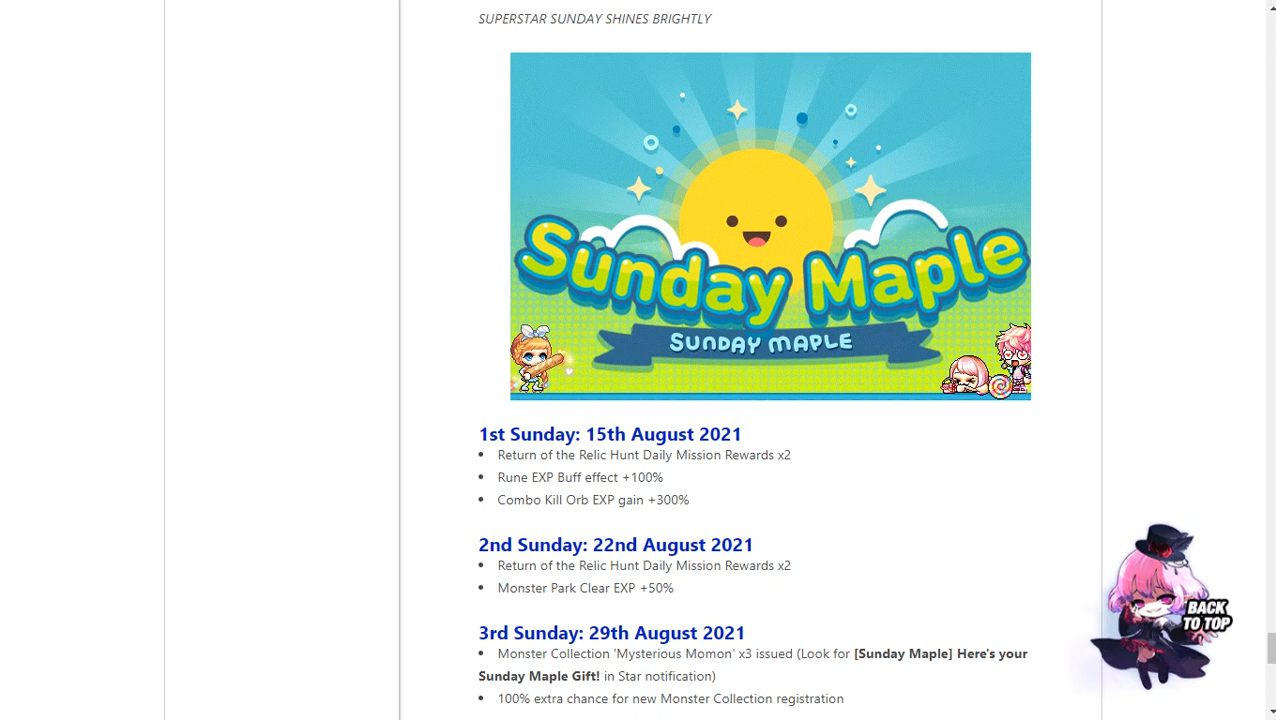 SUPERSTAR SUNDAY SHINES BRIGHTLY
Sunday Maple
SUNDAY MAPLE
1st Sunday: 15th August 2021
• Return of the Relic Hunt Daily Mission Rewards x2
• Rune EXP Buff effect +100%
• Combo Kill Orb EXP gain +300%
2nd Sunday: 22nd August 2021
• Return of the Relic Hunt Daily Mission Rewards x2
• Monster Park Clear EXP +50%
3rd Sunday: 29th August 2021
• Monster Collection 'Mysterious Momon' x3 issued (Look for [Sunday Maple] Here's your
Sunday Maple Gift! in Star notification)
• 100% extra chance for new Monster Collection registration
BACK
TO TOP